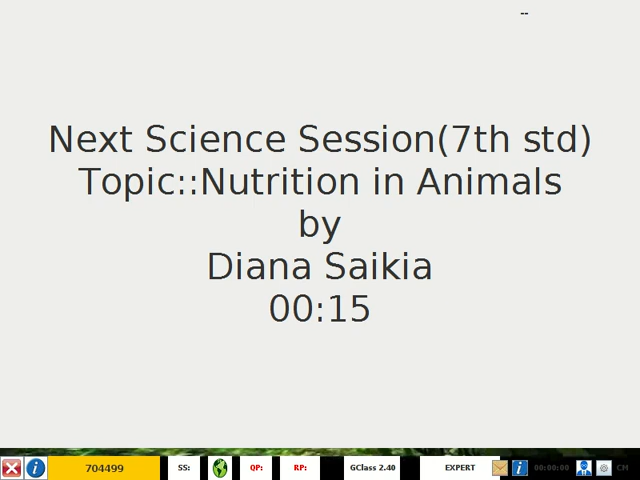 --
Next Science Session(7th std)
Topic::Nutrition in Animals
by
Diana Saikia
00:15
704499 SS: QP: RP: GClass 2.40 EXPERT 00:00:00 CM